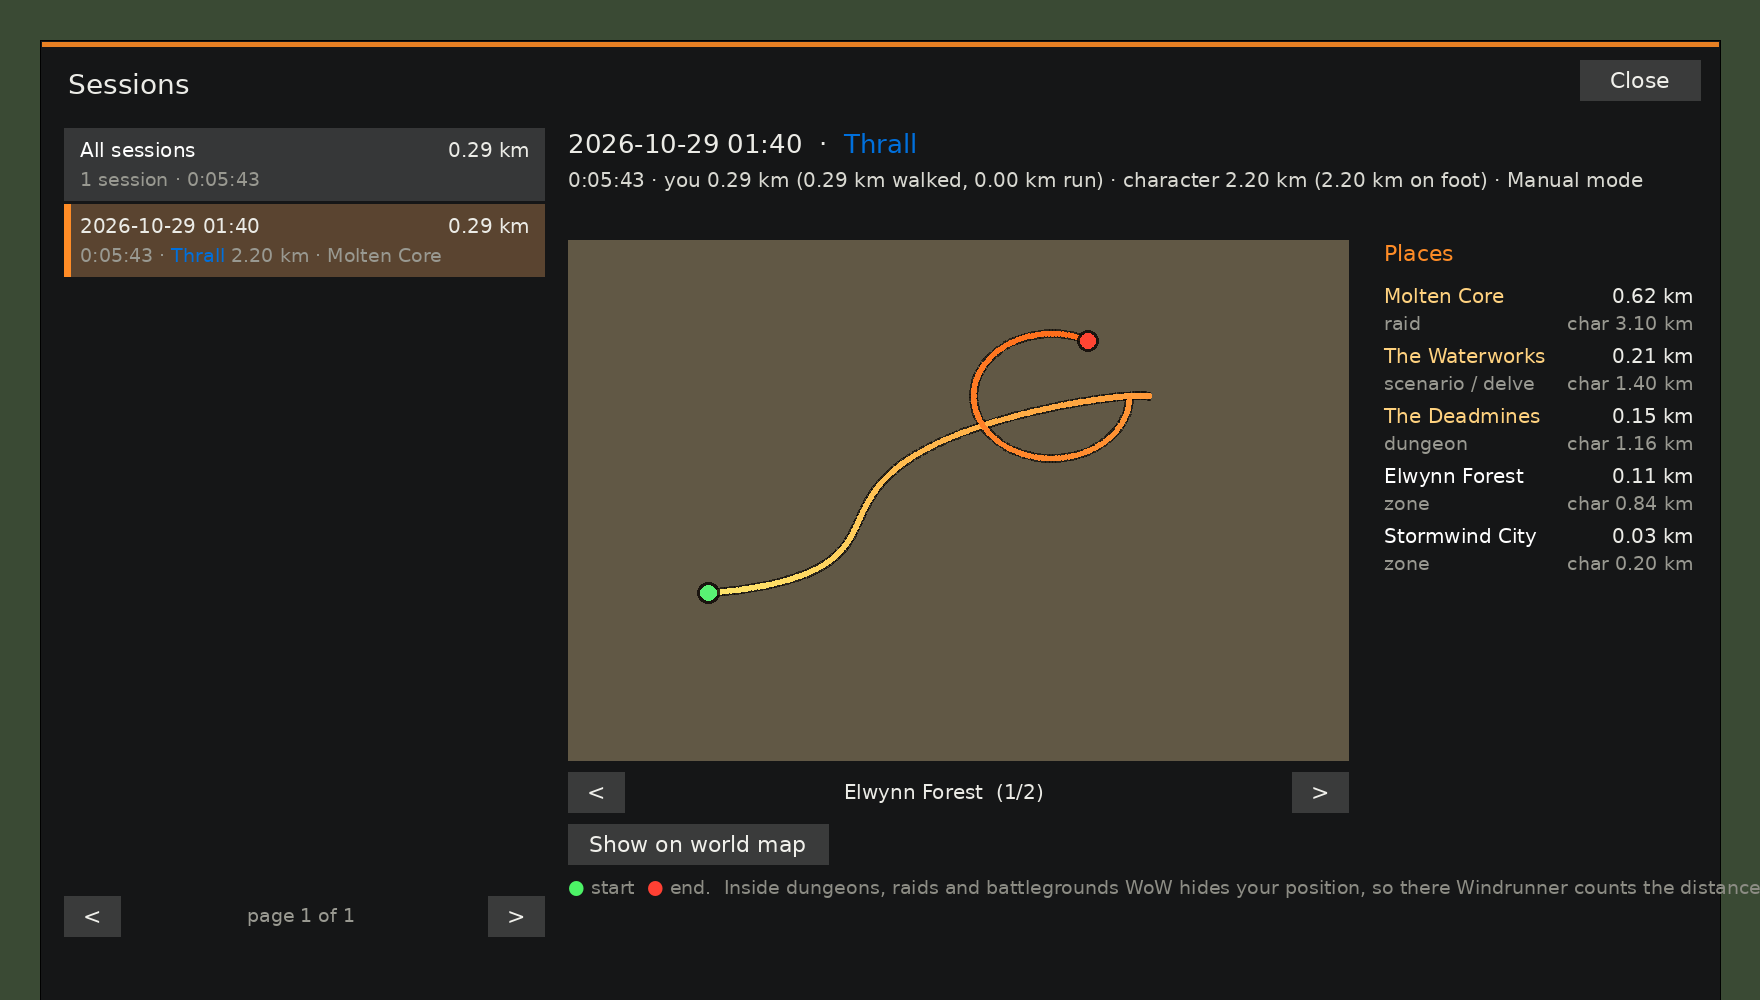 Sessions
Close
All sessions 0.29 km
1 session · 0:05:43
2026-10-29 01:40 0.29 km
0:05:43 · Thrall 2.20 km · Molten Core
< page 1 of 1 >
2026-10-29 01:40 · Thrall
0:05:43 · you 0.29 km (0.29 km walked, 0.00 km run) · character 2.20 km (2.20 km on foot) · Manual mode
< Elwynn Forest (1/2) >
Show on world map
start end. Inside dungeons, raids and battlegrounds WoW hides your position, so there Windrunner counts the distance
Places
Molten Core 0.62 km
raid char 3.10 km
The Waterworks 0.21 km
scenario / delve char 1.40 km
The Deadmines 0.15 km
dungeon char 1.16 km
Elwynn Forest 0.11 km
zone char 0.84 km
Stormwind City 0.03 km
zone char 0.20 km